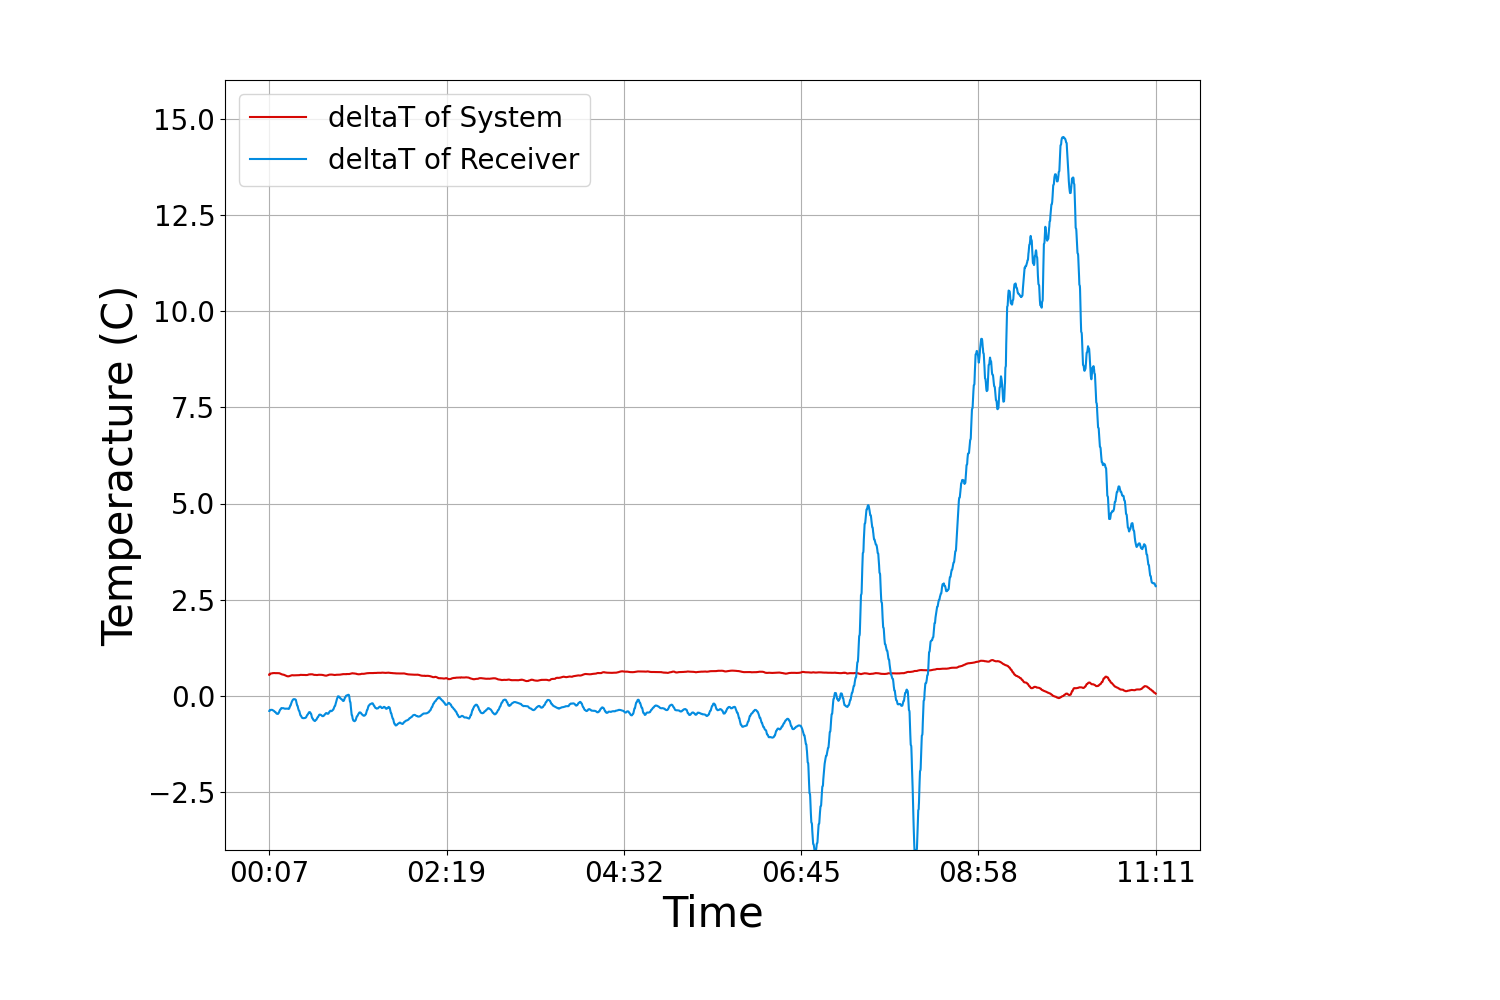 deltaT of System
deltaT of Receiver
15.0
12.5
10.0
7.5
5.0
2.5
0.0
−2.5
Temperacture (C)
00:07 02:19 04:32 06:45 08:58 11:11
Time